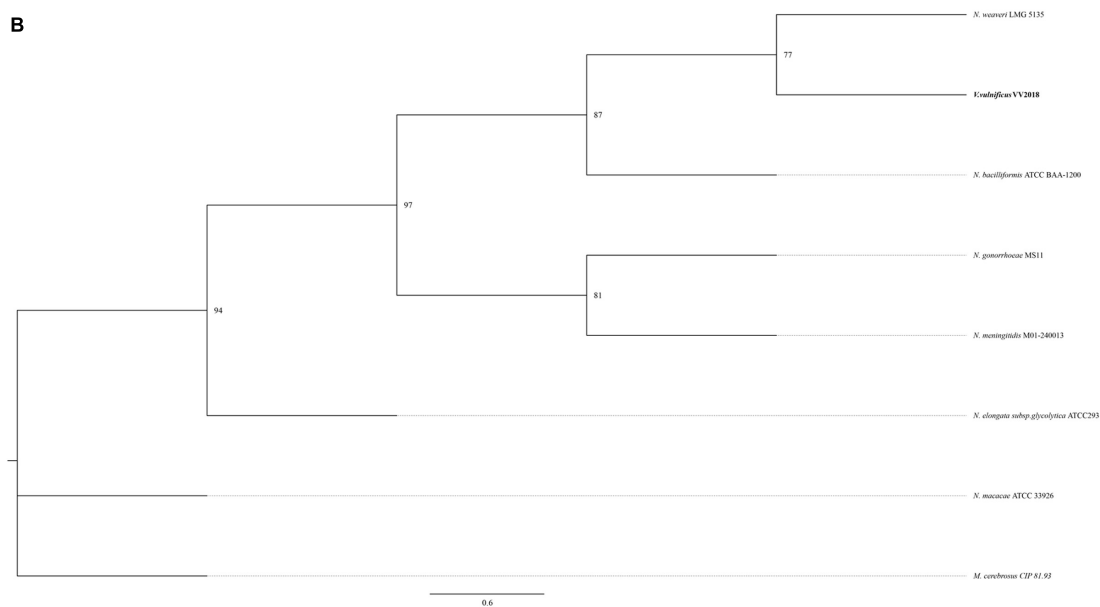 B
N. weaveri LMG 5135
77
V.vulnificus VV2018
87
N. bacilliformis ATCC BAA-1200
97
N. gonorrhoeae MS11
81
94
N. meningitidis M01-240013
N. elongata subsp.glycolytica ATCC293
N. macacae ATCC 33926
M. cerebrosus CIP 81.93
0.6